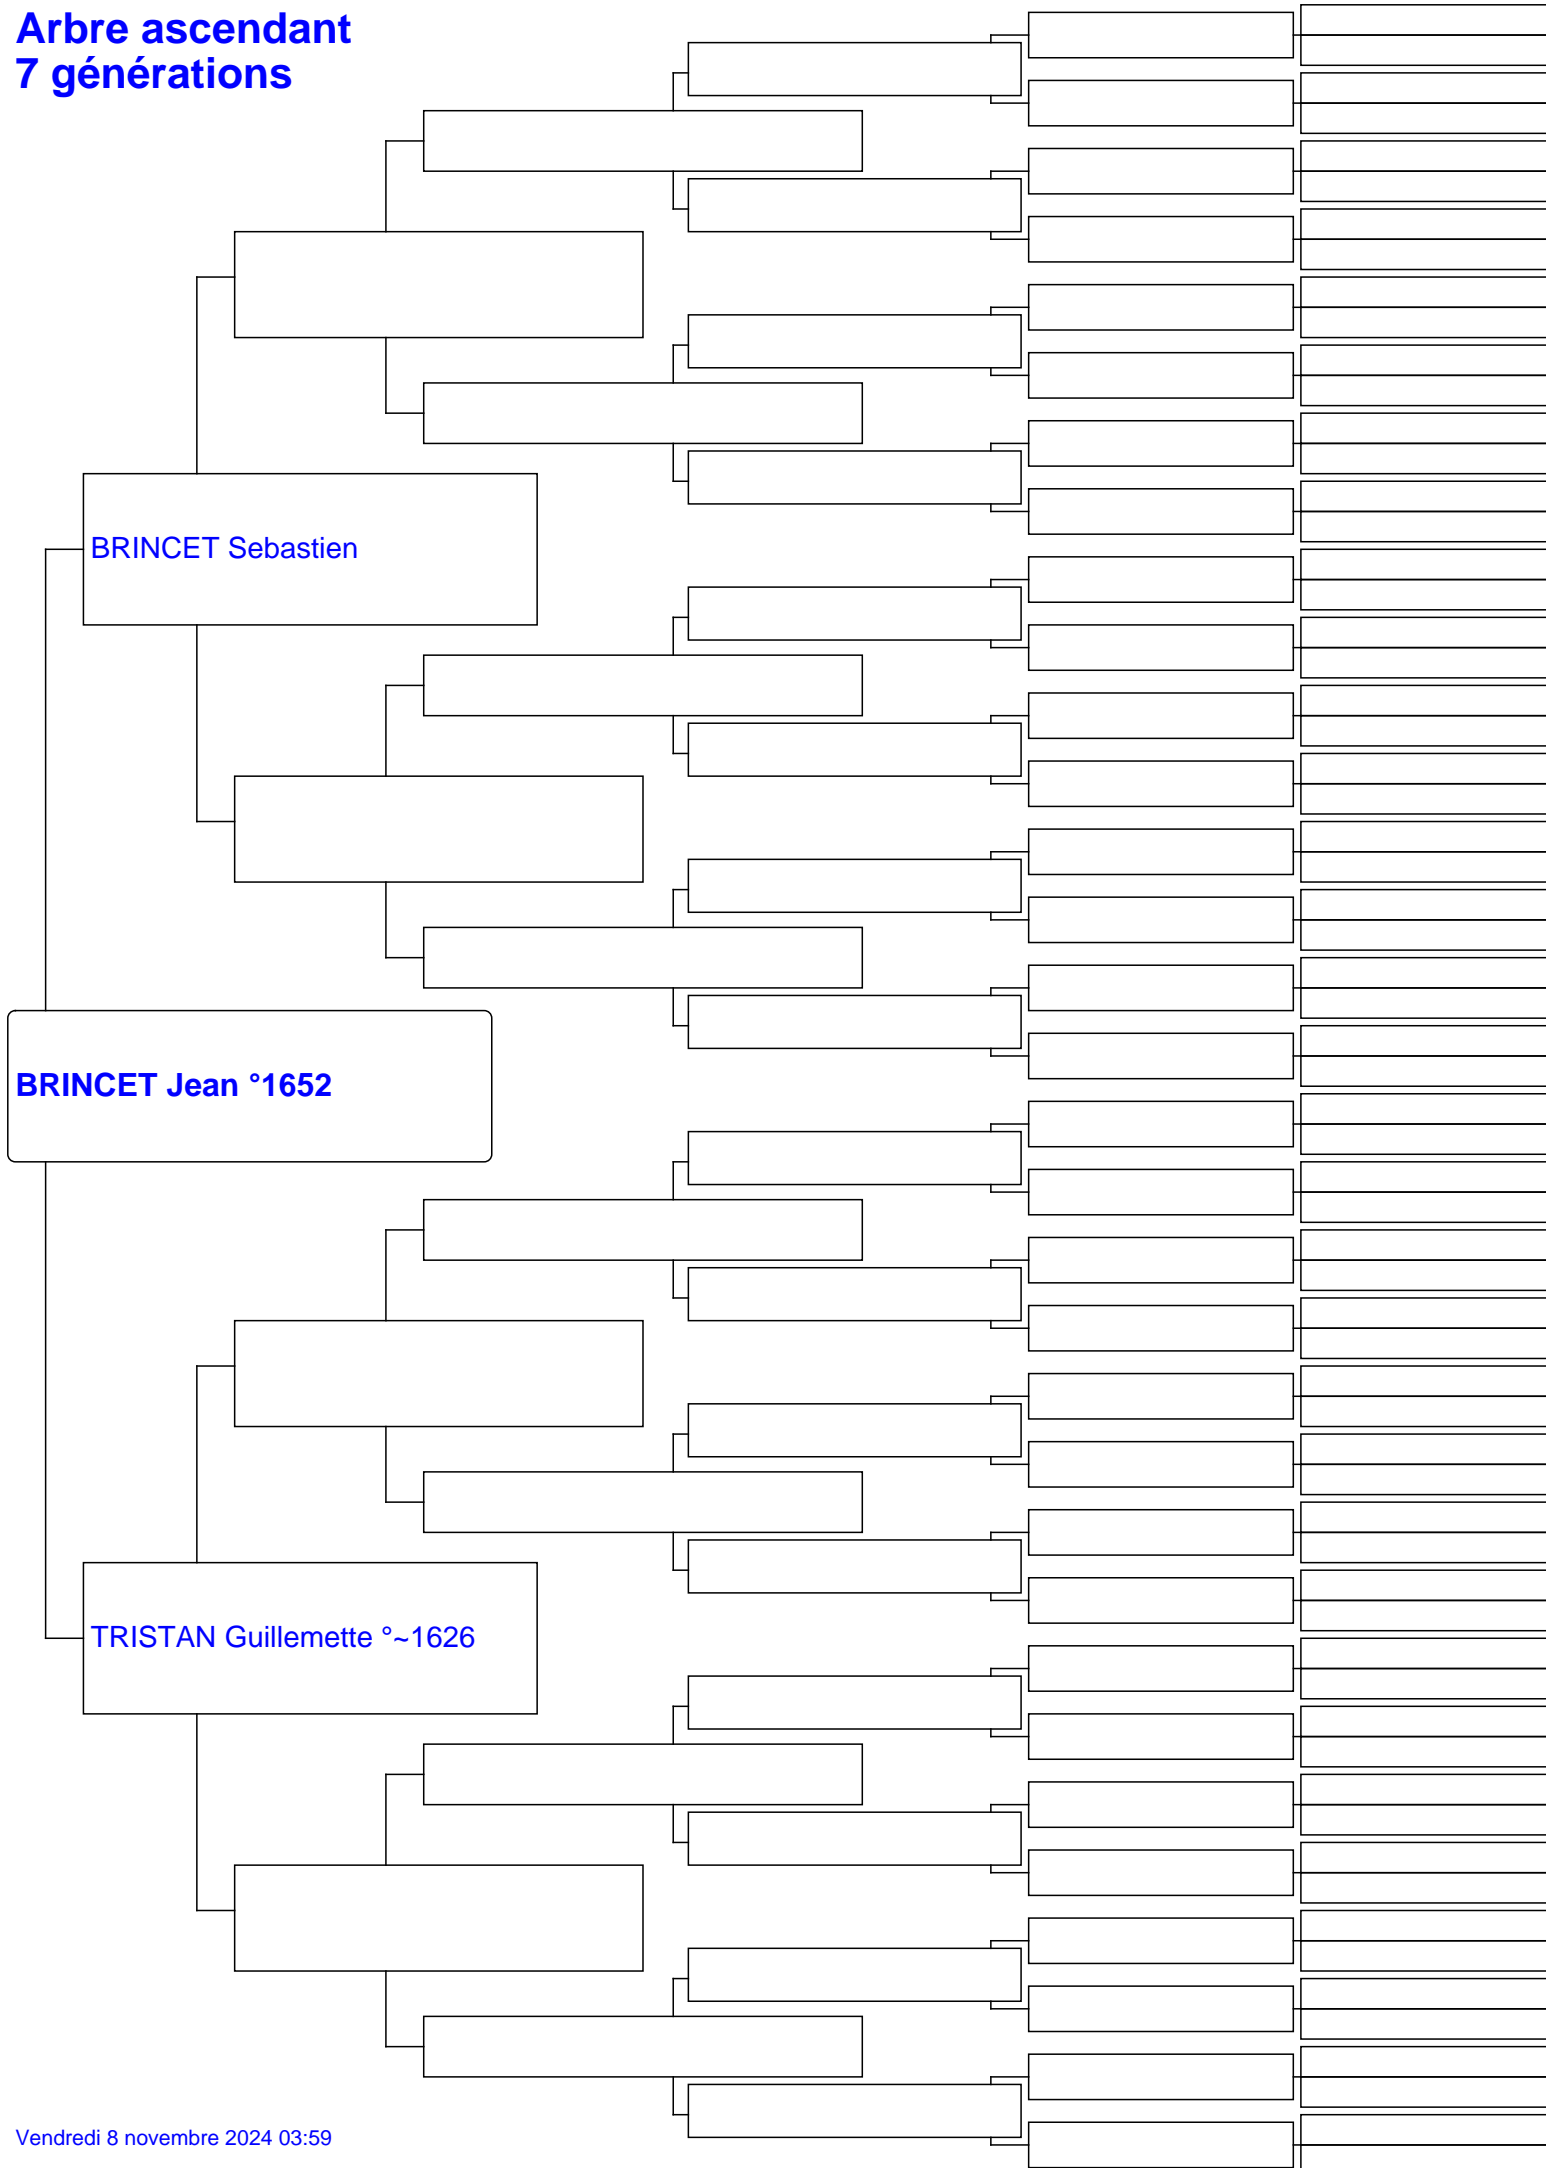 Arbre ascendant
7 générations
BRINCET Sebastien
BRINCET Jean °1652
TRISTAN Guillemette °~1626
Vendredi 8 novembre 2024 03:59